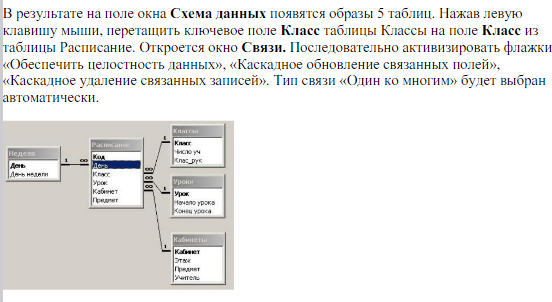 В результате на поле окна Схема данных появятся образы 5 таблиц. Нажав левую
клавишу мыши, перетащить ключевое поле Класс таблицы Классы на поле Класс из
таблицы Расписание. Откроется окно Связи. Последовательно активизировать флажки
«Обеспечить целостность данных», «Каскадное обновление связанных полей»,
«Каскадное удаление связанных записей». Тип связи «Один ко многим» будет выбран
автоматически.
Неделя
День
День недели
1
∞
Расписание
Код
День
Класс
Урок
Кабинет
Предмет
∞
∞
∞
1
Классы
Класс
Число уч
Клас_рук
1
Уроки
Урок
Начало урока
Конец урока
1
Кабинеты
Кабинет
Этаж
Предмет
Учитель